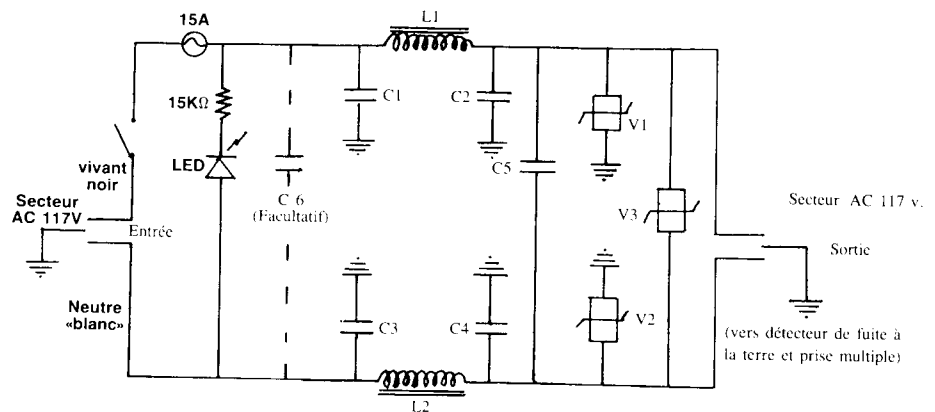 15A
L1
15KΩ
C1
C2
V1
LED
C5
vivant
noir
C 6
(Facultatif)
V3
Secteur
AC 117V
Secteur AC 117 v.
Entrée
Sortie
Neutre
«blanc»
C3
C4
V2
(vers détecteur de fuite à
la terre et prise multiple)
L2